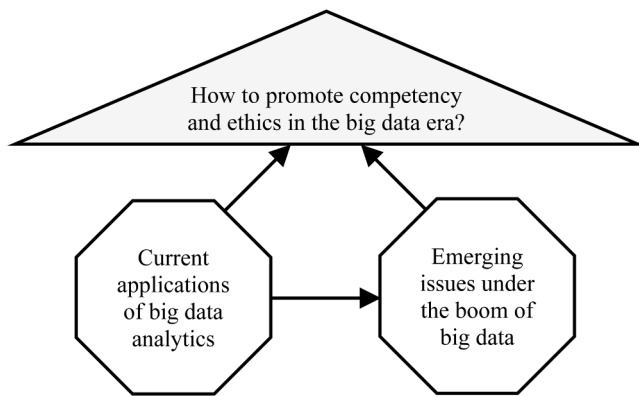 How to promote competency
and ethics in the big data era?
Current
applications
of big data
analytics
Emerging
issues under
the boom of
big data